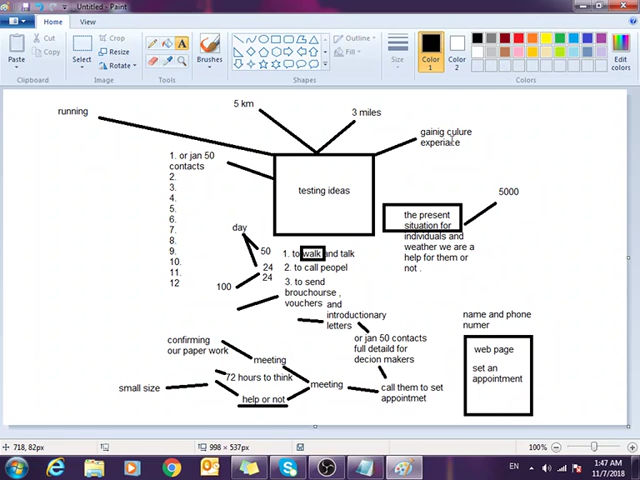 Untitled - Paint
Home
View
Paste
Cut
Copy
Select
Crop
Resize
Rotate
Brushes
Outline
Fill
Size
Color 1
Color 2
Edit colors
Clipboard
Image
Tools
Shapes
Colors
5 km
running
3 miles
gainig culure
experiace
1. or jan 50
contacts
2.
3.
4.
5.
6.
7.
8.
9.
10.
11.
12
testing ideas
5000
the present
situation for
individuals and
weather we are a
help for them or
not .
day
50
24
24
100
1. to walk and talk
2. to call peopel
3. to send
brouchourse ,
vouchers
and
introductionary
letters
name and phone
numer
confirming
our paper work
or jan 50 contacts
full detaild for
decion makers
web page
set an
appointment
meeting
72 hours to think
meeting
small size
help or not
call them to set
appointmet
718, 82px
998 × 537px
100%
EN
1:47 AM
11/7/2018